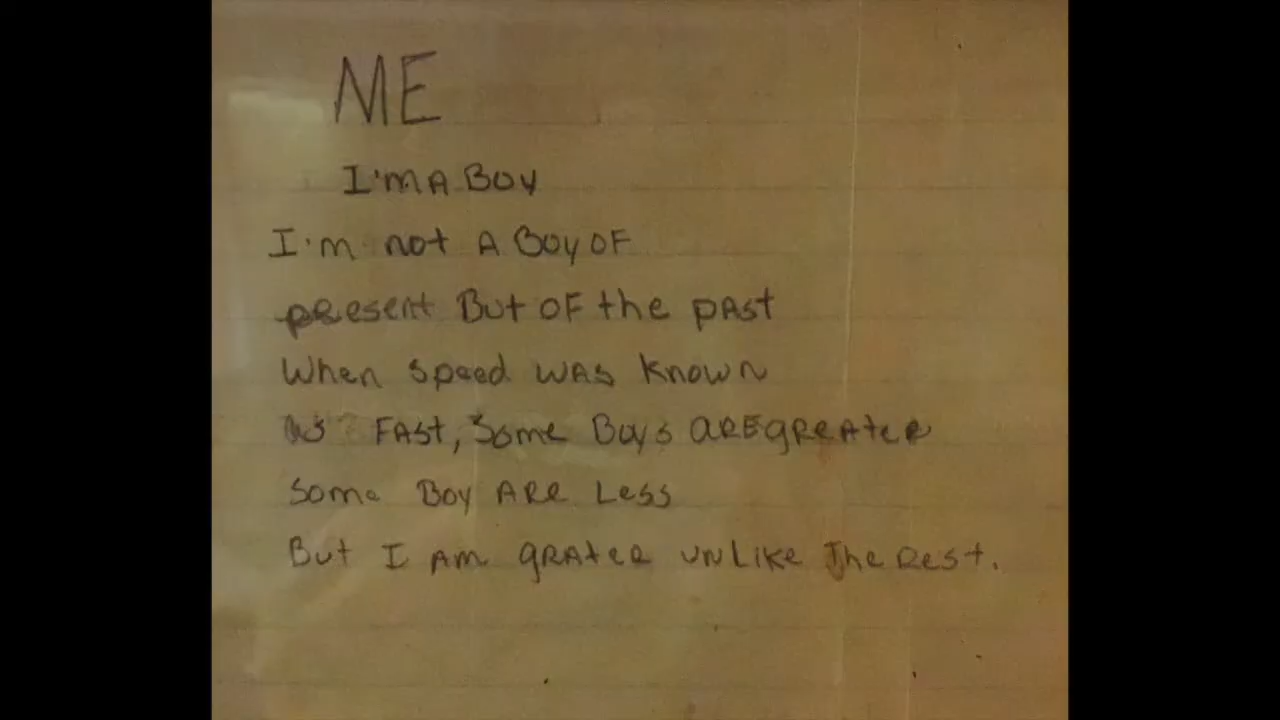 ME
I'm A Boy
I'm not A Boy OF
present But OF the pAst
When speed wAs known
as FAst, Some Boys aREgREAteR
some Boy ARe Less
But I Am gRAteR unLike The Rest.